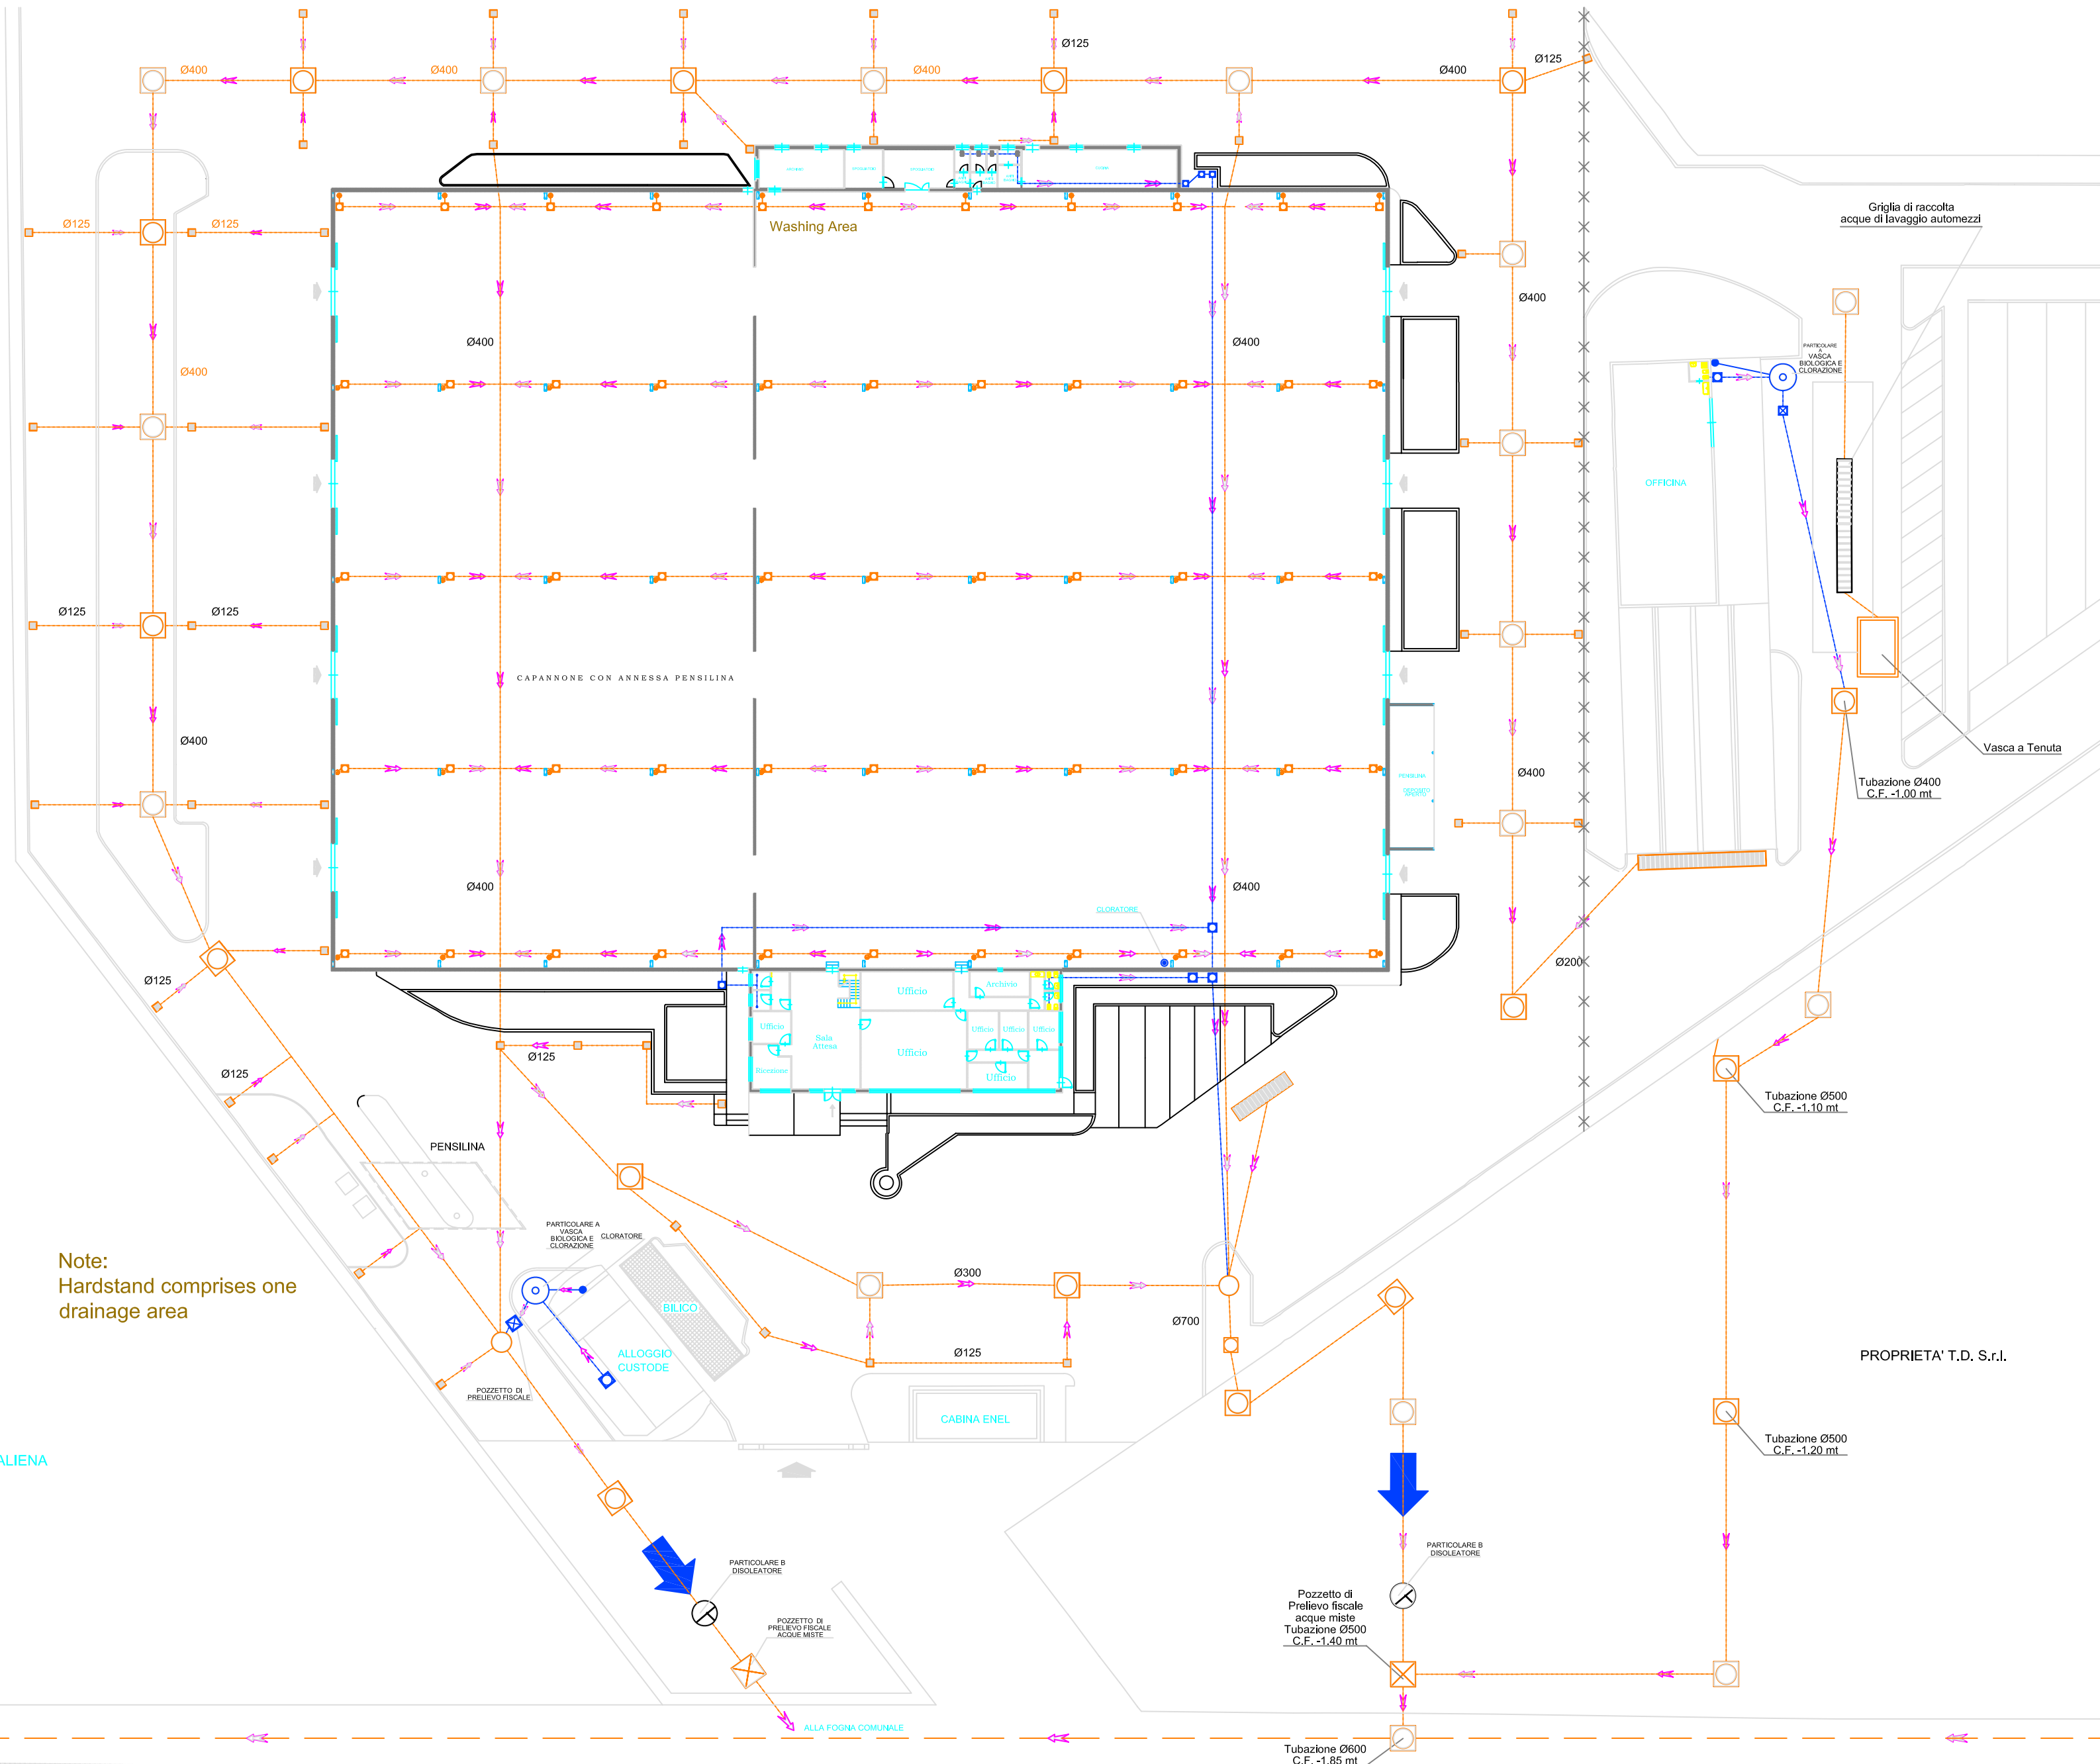 Ø125
Ø400
Ø400
Ø400
Ø400
Ø125
Griglia di raccolta
acque di lavaggio automezzi
Ø125
Ø125
Washing Area
Ø400
Ø400
Ø400
Ø400
PARTICOLARE
A
VASCA
BIOLOGICA E
CLORAZIONE
OFFICINA
Ø125
Ø125
CAPANNONE CON ANNESSA PENSILINA
Ø400
Vasca a Tenuta
PENSILINA
Ø400
Tubazione Ø400
C.F. -1.00 mt
Ø400
Ø400
CLORATORE
Ø200
Ø125
Ufficio
Archivio
Ufficio
Sala
Attesa
Ufficio
Ufficio
Ufficio
Ufficio
Ø125
Ø125
Riunione
Ufficio
Tubazione Ø500
C.F. -1.10 mt
PENSILINA
PARTICOLARE A
VASCA
BIOLOGICA E
CLORAZIONE
CLORATORE
Note:
Hardstand comprises one
drainage area
Ø300
BILICO
Ø700
ALLOGGIO
CUSTODE
Ø125
PROPRIETA' T.D. S.r.l.
POZZETTO DI
PRELIEVO FISCALE
CABINA ENEL
Tubazione Ø500
C.F. -1.20 mt
ALIENA
PARTICOLARE B
DISOLEATORE
PARTICOLARE B
DISOLEATORE
Pozzetto di
Prelievo fiscale
acque miste
Tubazione Ø500
C.F. -1.40 mt
POZZETTO DI
PRELIEVO FISCALE
ACQUE MISTE
ALLA FOGNA COMUNALE
Tubazione Ø600
C.F. -1.85 mt